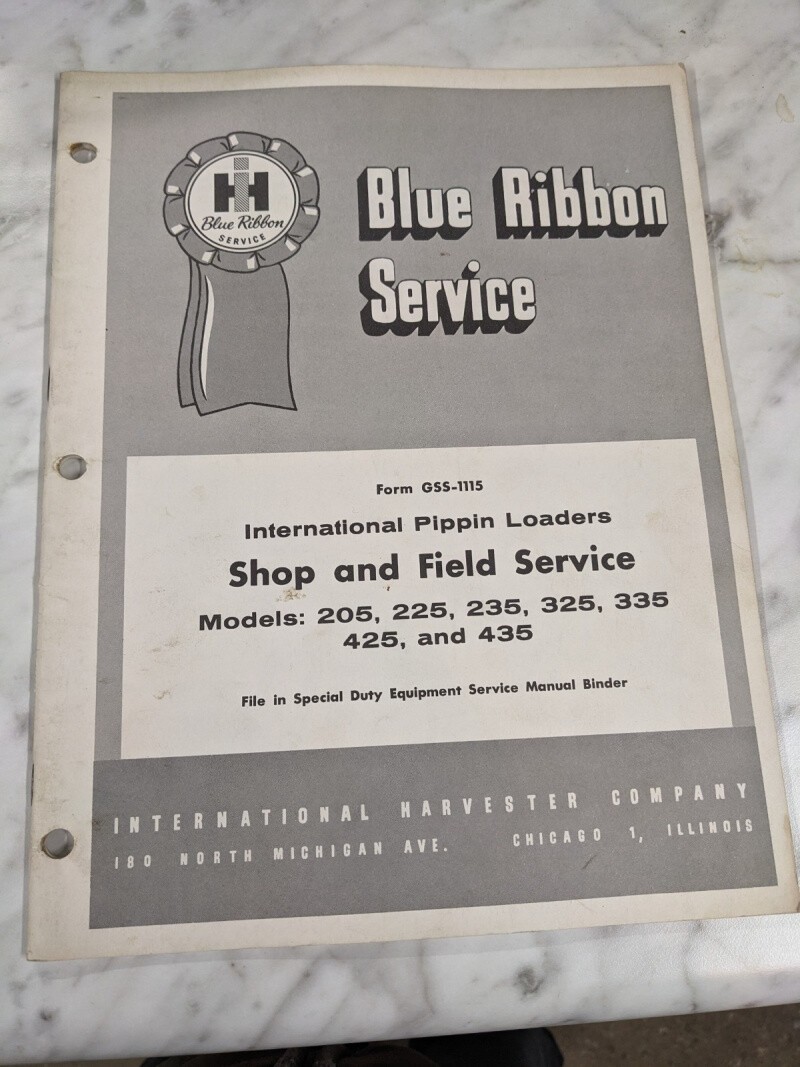 IH
Blue Ribbon
SERVICE
Blue Ribbon
Service
Form GSS-1115
International Pippin Loaders
Shop and Field Service
Models: 205, 225, 235, 325, 335
425, and 435
File in Special Duty Equipment Service Manual Binder
INTERNATIONAL HARVESTER COMPANY
180 NORTH MICHIGAN AVE. CHICAGO 1, ILLINOIS